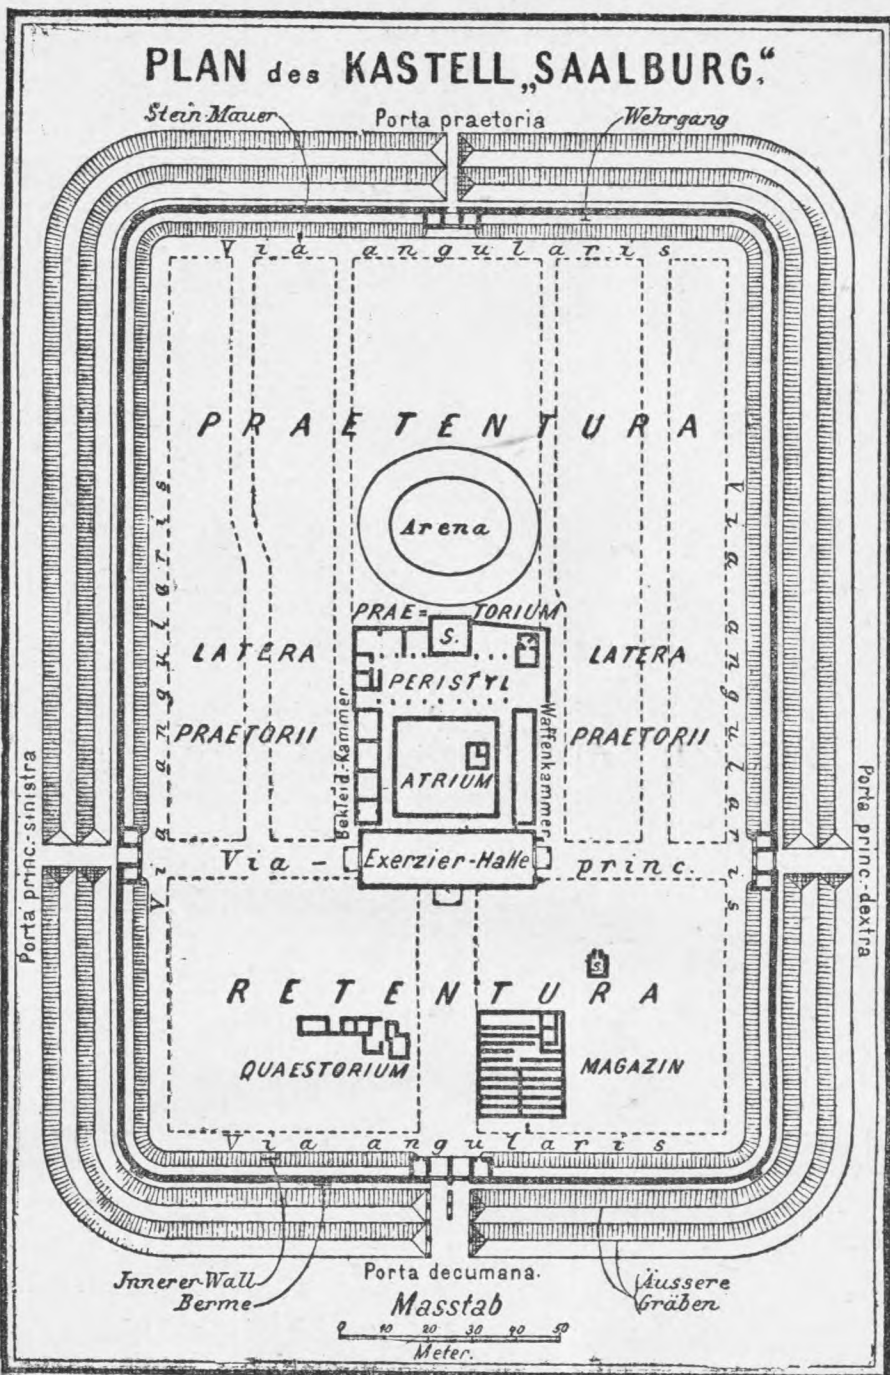 PLAN des KASTELL „SAALBURG.“
Stein-Mauer
Porta praetoria
Wehrgang
Via angularis
PRAETENTURA
Via angularis
Via angularis
Arena
PRAE= TORIUM
S.
LATERA
PRAETORII
PERISTYL
LATERA
PRAETORII
Bekleid.-Kammer
Waffenkammer
ATRIUM
Porta princ.-sinistra
Porta princ.-dextra
Via - princ.
Exerzier-Halle
S.
RETENTURA
QUAESTORIUM
MAGAZIN
Via angularis
Innerer-Wall
Berme
Porta decumana.
Äussere
Gräben
Masstab
0 10 20 30 40 50
Meter.